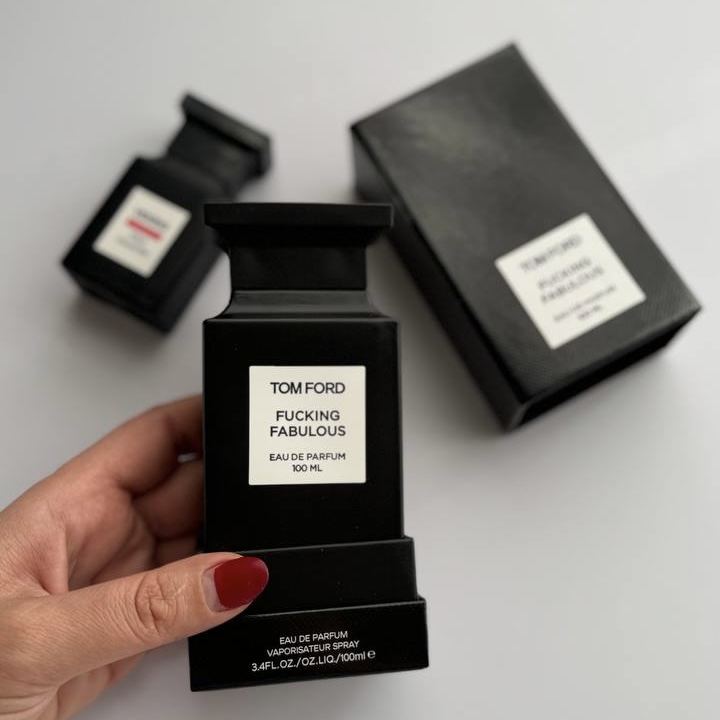 TOM FORD
FUCKING
FABULOUS
EAU DE PARFUM
100 ML
EAU DE PARFUM
VAPORISATEUR SPRAY
3.4FL.OZ./OZ.LIQ./100ml e
TOM FORD
FUCKING
FABULOUS